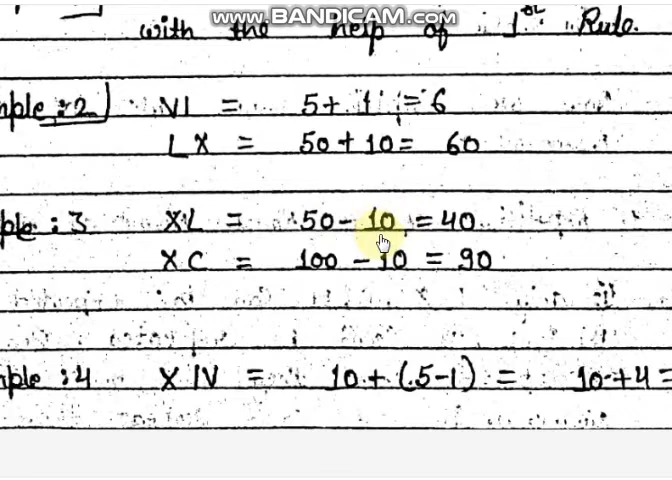 WWW.BANDICAM.COM
with the help of 1st Rule.
mple : 2 VI = 5 + 1 = 6
LX = 50 + 10 = 60
ple : 3 XL = 50 - 10 = 40
XC = 100 - 10 = 90
mple : 4 XIV = 10 + (5-1) = 10 + 4 =